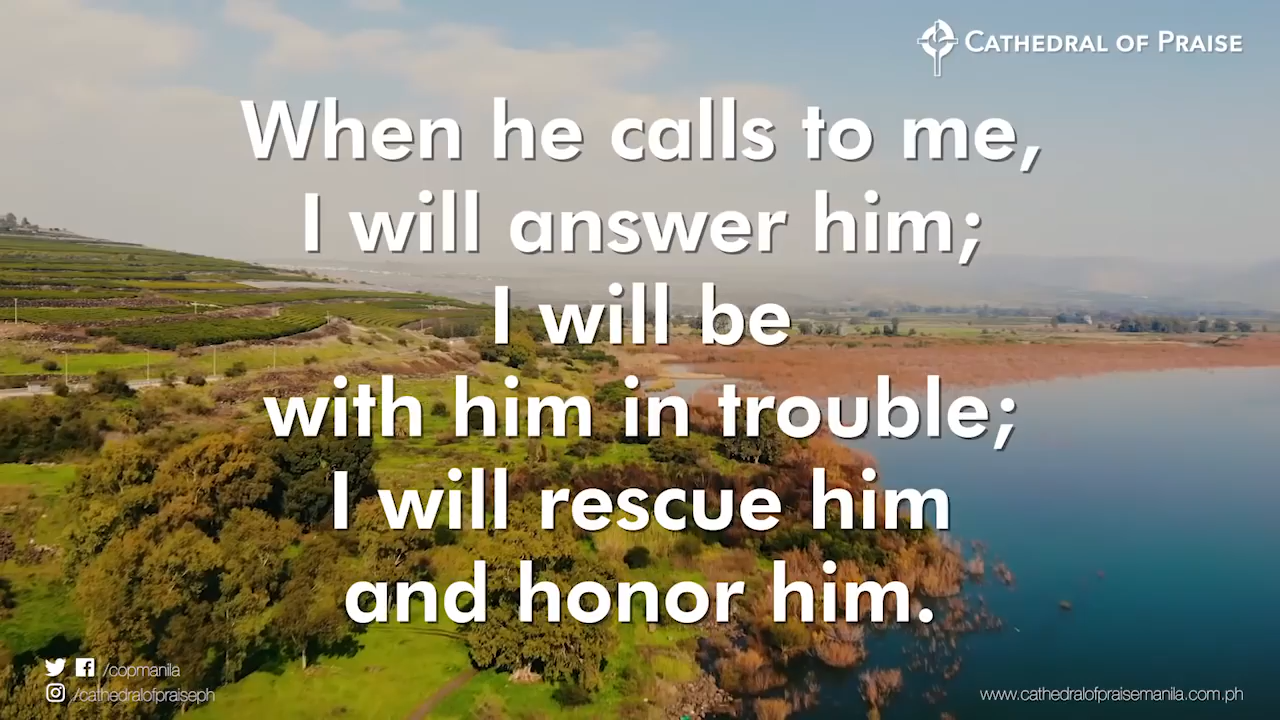 CATHEDRAL OF PRAISE
When he calls to me,
I will answer him;
I will be
with him in trouble;
I will rescue him
and honor him.
/copmanila
/cathedralofpraiseph
www.cathedralofpraisemanila.com.ph